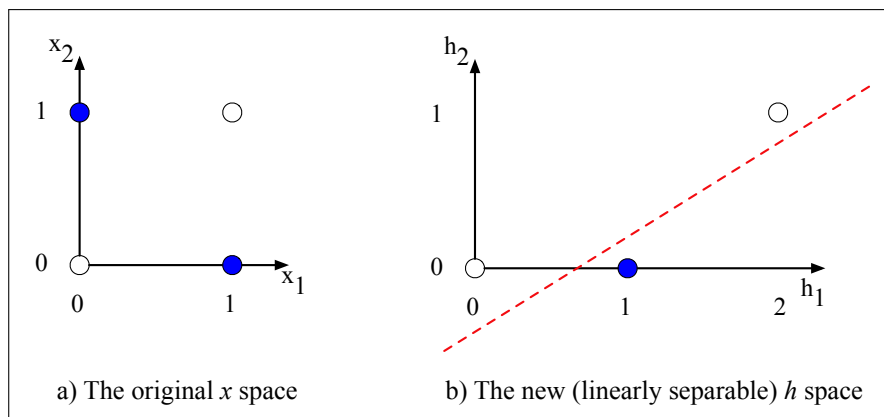 x2
1
0
x1
0
1
a) The original x space
h2
1
0
h1
0
1
2
b) The new (linearly separable) h space